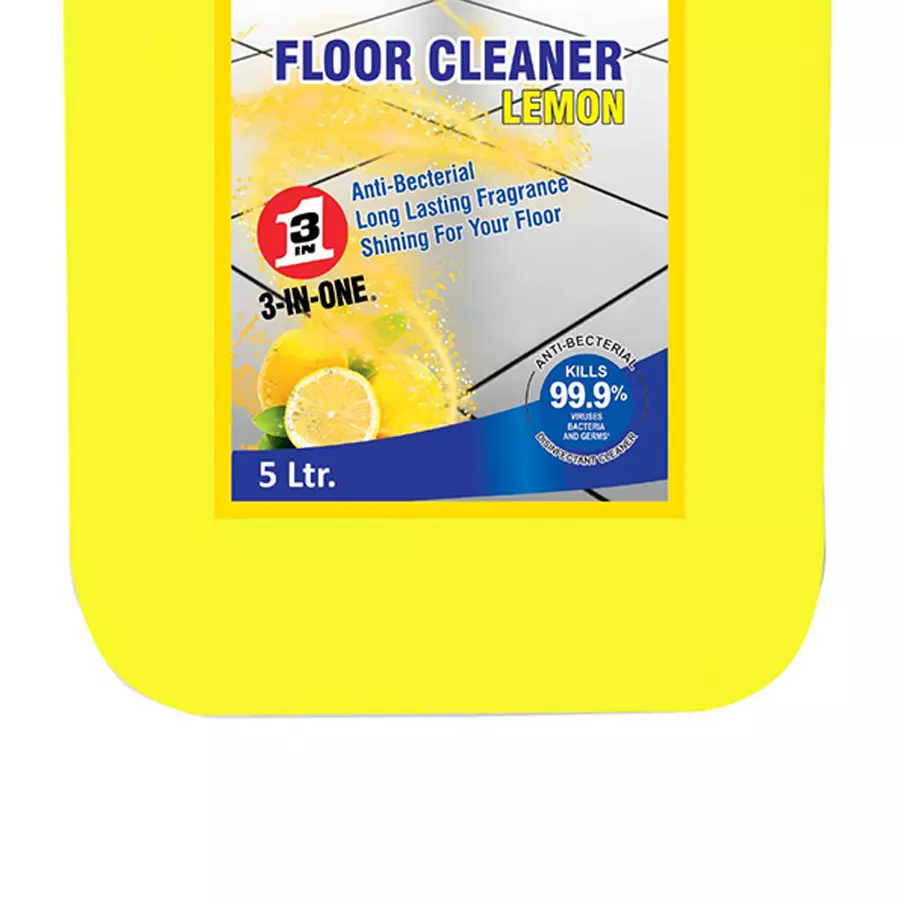 FLOOR CLEANER
LEMON
Anti-Becterial
Long Lasting Fragrance
Shining For Your Floor
3
IN
1
3-IN-ONE
ANTI-BECTERIAL
KILLS
99.9%
VIRUSES
BACTERIA
AND GERMS*
DISINFECTANT CLEANER
5 Ltr.